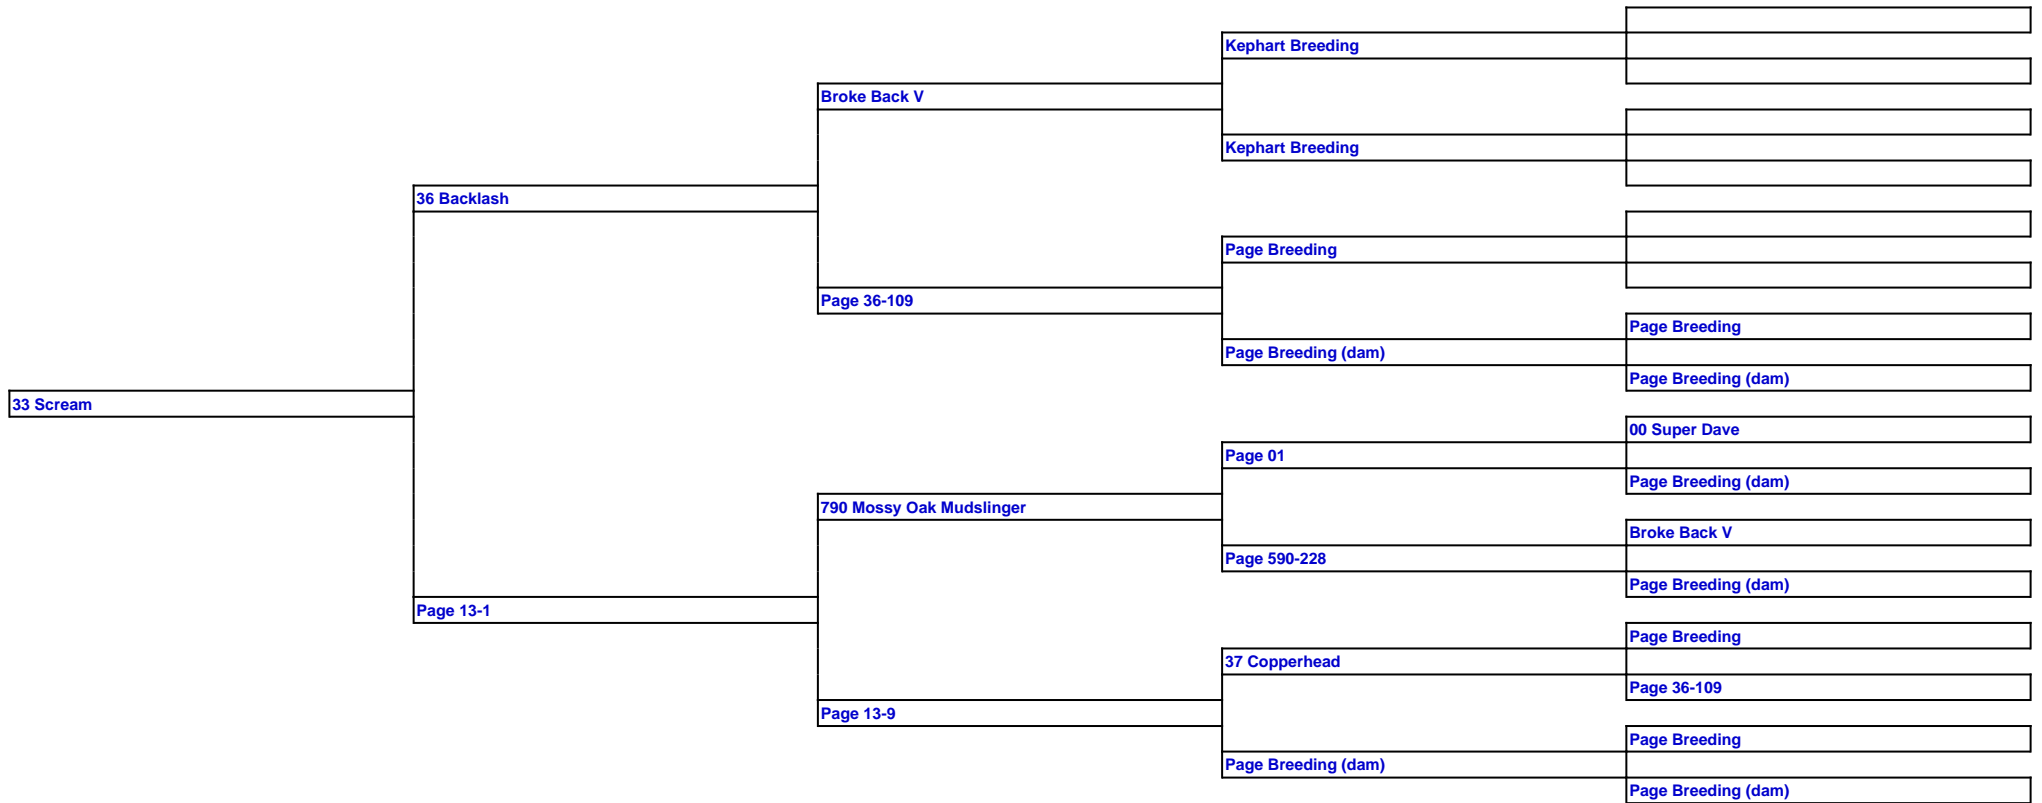 Kephart Breeding
Broke Back V
Kephart Breeding
36 Backlash
Page Breeding
Page 36-109
Page Breeding
Page Breeding (dam)
Page Breeding (dam)
33 Scream
00 Super Dave
Page 01
Page Breeding (dam)
790 Mossy Oak Mudslinger
Broke Back V
Page 590-228
Page Breeding (dam)
Page 13-1
Page Breeding
37 Copperhead
Page 36-109
Page 13-9
Page Breeding
Page Breeding (dam)
Page Breeding (dam)